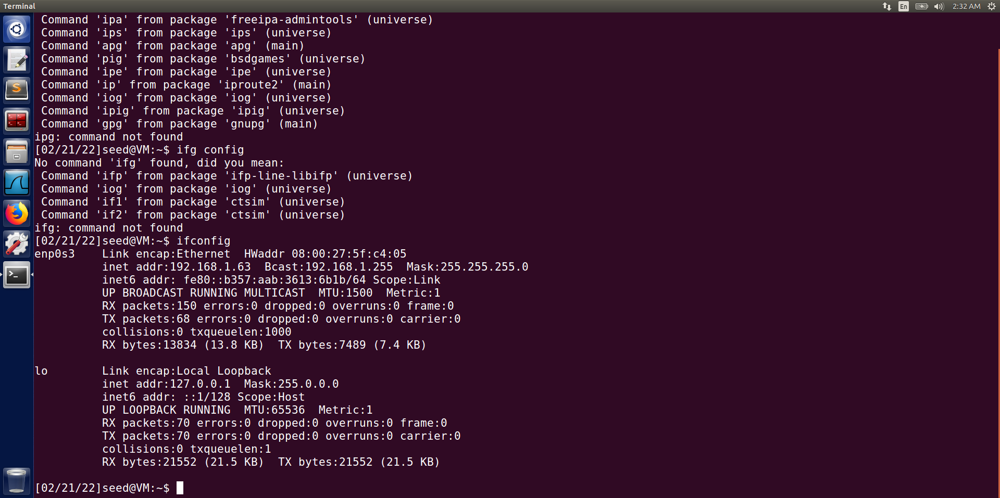 Terminal
En
2:32 AM
Command 'ipa' from package 'freeipa-admintools' (universe)
Command 'ips' from package 'ips' (universe)
Command 'apg' from package 'apg' (main)
Command 'pig' from package 'bsdgames' (universe)
Command 'ipe' from package 'ipe' (universe)
Command 'ip' from package 'iproute2' (main)
Command 'iog' from package 'iog' (universe)
Command 'ipig' from package 'ipig' (universe)
Command 'gpg' from package 'gnupg' (main)
ipg: command not found
[02/21/22]seed@VM:~$ ifg config
No command 'ifg' found, did you mean:
Command 'ifp' from package 'ifp-line-libifp' (universe)
Command 'iog' from package 'iog' (universe)
Command 'if1' from package 'ctsim' (universe)
Command 'if2' from package 'ctsim' (universe)
ifg: command not found
[02/21/22]seed@VM:~$ ifconfig
enp0s3    Link encap:Ethernet  HWaddr 08:00:27:5f:c4:05
inet addr:192.168.1.63  Bcast:192.168.1.255  Mask:255.255.255.0
inet6 addr: fe80::b357:aab:3613:6b1b/64 Scope:Link
UP BROADCAST RUNNING MULTICAST  MTU:1500  Metric:1
RX packets:150 errors:0 dropped:0 overruns:0 frame:0
TX packets:68 errors:0 dropped:0 overruns:0 carrier:0
collisions:0 txqueuelen:1000
RX bytes:13834 (13.8 KB)  TX bytes:7489 (7.4 KB)
lo        Link encap:Local Loopback
inet addr:127.0.0.1  Mask:255.0.0.0
inet6 addr: ::1/128 Scope:Host
UP LOOPBACK RUNNING  MTU:65536  Metric:1
RX packets:70 errors:0 dropped:0 overruns:0 frame:0
TX packets:70 errors:0 dropped:0 overruns:0 carrier:0
collisions:0 txqueuelen:1
RX bytes:21552 (21.5 KB)  TX bytes:21552 (21.5 KB)
[02/21/22]seed@VM:~$